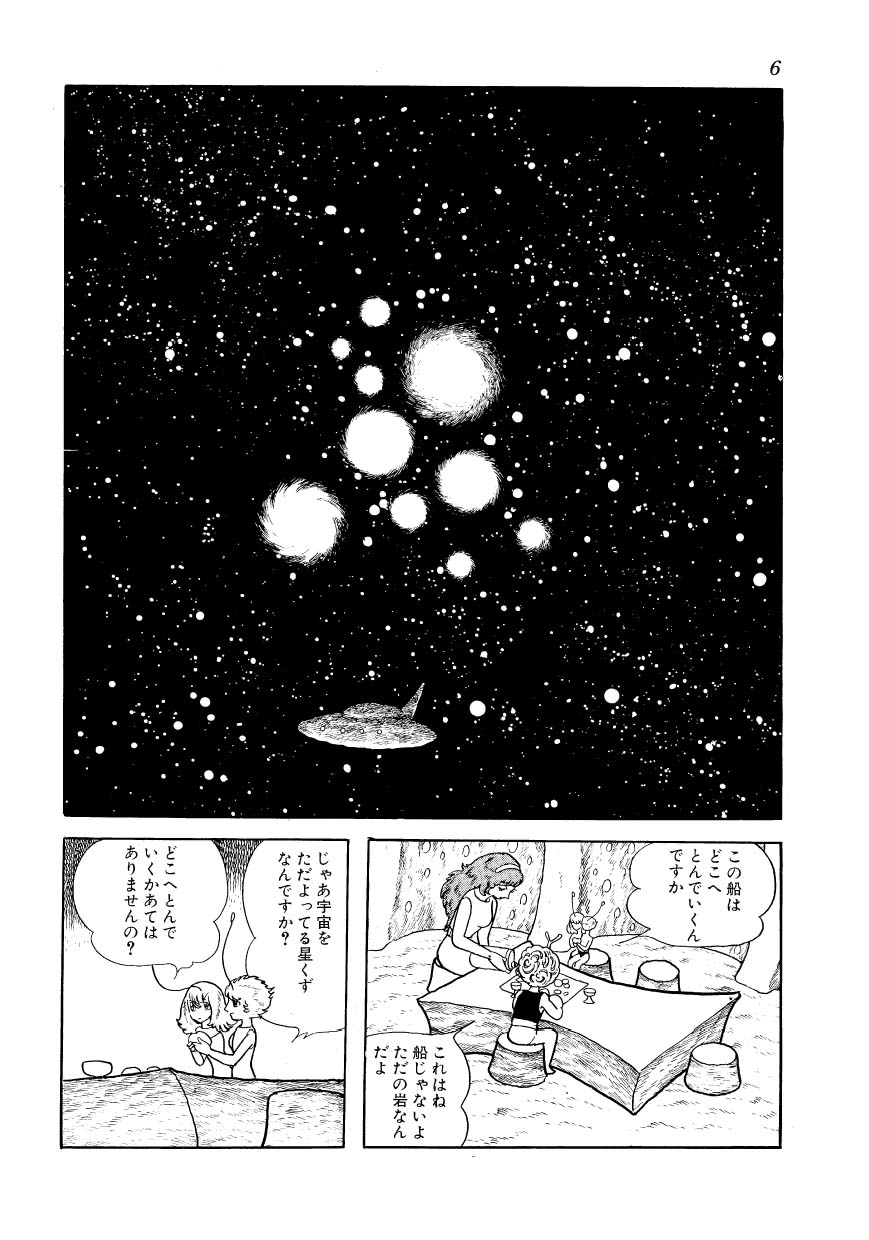 6
この船は
どこへ
とんでいくん
ですか
これはね
船じゃないよ
ただの岩なん
だよ
じゃあ宇宙を
ただよってる星くず
なんですか?
どこへとんで
いくかあては
ありませんの?